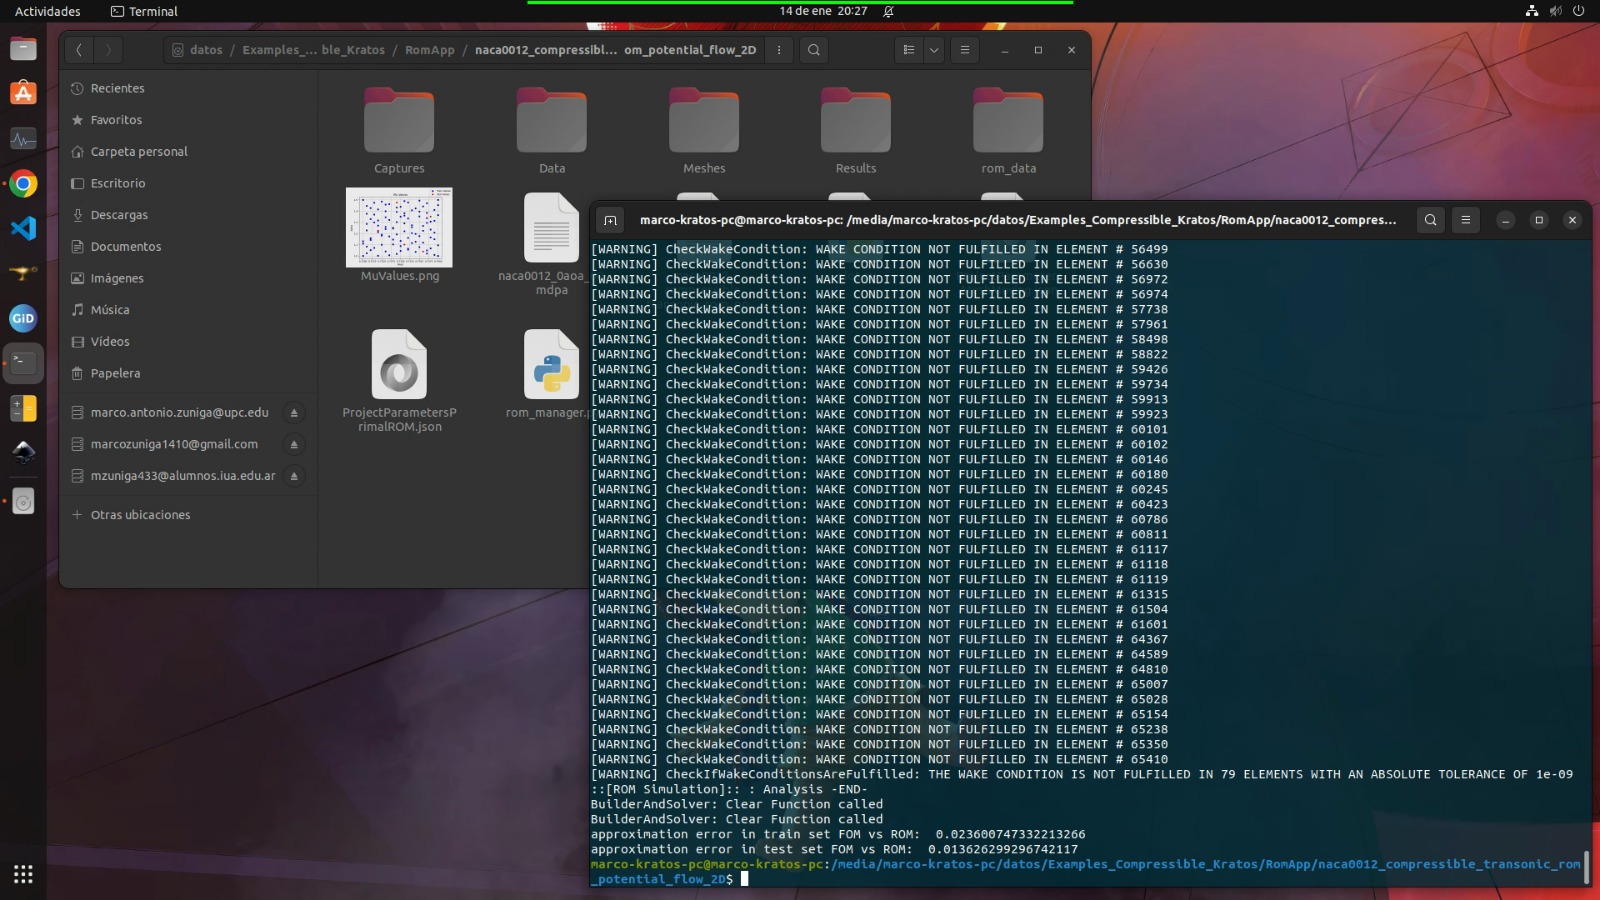 Actividades
Terminal
14 de ene 20:27
datos / Examples_... ble_Kratos / RomApp / naca0012_compressibl... om_potential_flow_2D
Recientes
Favoritos
Carpeta personal
Escritorio
Descargas
Documentos
Imágenes
Música
Vídeos
Papelera
marco.antonio.zuniga@upc.edu
marcozuniga1410@gmail.com
mzuniga433@alumnos.iua.edu.ar
+ Otras ubicaciones
Captures
Data
Meshes
Results
rom_data
MuValues.png
naca0012_0aoa_
mdpa
ProjectParametersP
rimalROM.json
rom_manager.
GiD
marco-kratos-pc@marco-kratos-pc: /media/marco-kratos-pc/datos/Examples_Compressible_Kratos/RomApp/naca0012_compres...
[WARNING] CheckWakeCondition: WAKE CONDITION NOT FULFILLED IN ELEMENT # 56499
[WARNING] CheckWakeCondition: WAKE CONDITION NOT FULFILLED IN ELEMENT # 56630
[WARNING] CheckWakeCondition: WAKE CONDITION NOT FULFILLED IN ELEMENT # 56972
[WARNING] CheckWakeCondition: WAKE CONDITION NOT FULFILLED IN ELEMENT # 56974
[WARNING] CheckWakeCondition: WAKE CONDITION NOT FULFILLED IN ELEMENT # 57738
[WARNING] CheckWakeCondition: WAKE CONDITION NOT FULFILLED IN ELEMENT # 57961
[WARNING] CheckWakeCondition: WAKE CONDITION NOT FULFILLED IN ELEMENT # 58498
[WARNING] CheckWakeCondition: WAKE CONDITION NOT FULFILLED IN ELEMENT # 58822
[WARNING] CheckWakeCondition: WAKE CONDITION NOT FULFILLED IN ELEMENT # 59426
[WARNING] CheckWakeCondition: WAKE CONDITION NOT FULFILLED IN ELEMENT # 59734
[WARNING] CheckWakeCondition: WAKE CONDITION NOT FULFILLED IN ELEMENT # 59913
[WARNING] CheckWakeCondition: WAKE CONDITION NOT FULFILLED IN ELEMENT # 59923
[WARNING] CheckWakeCondition: WAKE CONDITION NOT FULFILLED IN ELEMENT # 60101
[WARNING] CheckWakeCondition: WAKE CONDITION NOT FULFILLED IN ELEMENT # 60102
[WARNING] CheckWakeCondition: WAKE CONDITION NOT FULFILLED IN ELEMENT # 60146
[WARNING] CheckWakeCondition: WAKE CONDITION NOT FULFILLED IN ELEMENT # 60180
[WARNING] CheckWakeCondition: WAKE CONDITION NOT FULFILLED IN ELEMENT # 60245
[WARNING] CheckWakeCondition: WAKE CONDITION NOT FULFILLED IN ELEMENT # 60423
[WARNING] CheckWakeCondition: WAKE CONDITION NOT FULFILLED IN ELEMENT # 60786
[WARNING] CheckWakeCondition: WAKE CONDITION NOT FULFILLED IN ELEMENT # 60811
[WARNING] CheckWakeCondition: WAKE CONDITION NOT FULFILLED IN ELEMENT # 61117
[WARNING] CheckWakeCondition: WAKE CONDITION NOT FULFILLED IN ELEMENT # 61118
[WARNING] CheckWakeCondition: WAKE CONDITION NOT FULFILLED IN ELEMENT # 61119
[WARNING] CheckWakeCondition: WAKE CONDITION NOT FULFILLED IN ELEMENT # 61315
[WARNING] CheckWakeCondition: WAKE CONDITION NOT FULFILLED IN ELEMENT # 61504
[WARNING] CheckWakeCondition: WAKE CONDITION NOT FULFILLED IN ELEMENT # 61601
[WARNING] CheckWakeCondition: WAKE CONDITION NOT FULFILLED IN ELEMENT # 64367
[WARNING] CheckWakeCondition: WAKE CONDITION NOT FULFILLED IN ELEMENT # 64589
[WARNING] CheckWakeCondition: WAKE CONDITION NOT FULFILLED IN ELEMENT # 64810
[WARNING] CheckWakeCondition: WAKE CONDITION NOT FULFILLED IN ELEMENT # 65007
[WARNING] CheckWakeCondition: WAKE CONDITION NOT FULFILLED IN ELEMENT # 65028
[WARNING] CheckWakeCondition: WAKE CONDITION NOT FULFILLED IN ELEMENT # 65154
[WARNING] CheckWakeCondition: WAKE CONDITION NOT FULFILLED IN ELEMENT # 65238
[WARNING] CheckWakeCondition: WAKE CONDITION NOT FULFILLED IN ELEMENT # 65350
[WARNING] CheckWakeCondition: WAKE CONDITION NOT FULFILLED IN ELEMENT # 65410
[WARNING] CheckIfWakeConditionsAreFulfilled: THE WAKE CONDITION IS NOT FULFILLED IN 79 ELEMENTS WITH AN ABSOLUTE TOLERANCE OF 1e-09
::[ROM Simulation]:: : Analysis -END-
BuilderAndSolver: Clear Function called
BuilderAndSolver: Clear Function called
approximation error in train set FOM vs ROM:  0.023600747332213266
approximation error in test set FOM vs ROM:  0.013626299296742117
marco-kratos-pc@marco-kratos-pc:/media/marco-kratos-pc/datos/Examples_Compressible_Kratos/RomApp/naca0012_compressible_transonic_rom
_potential_flow_2D$